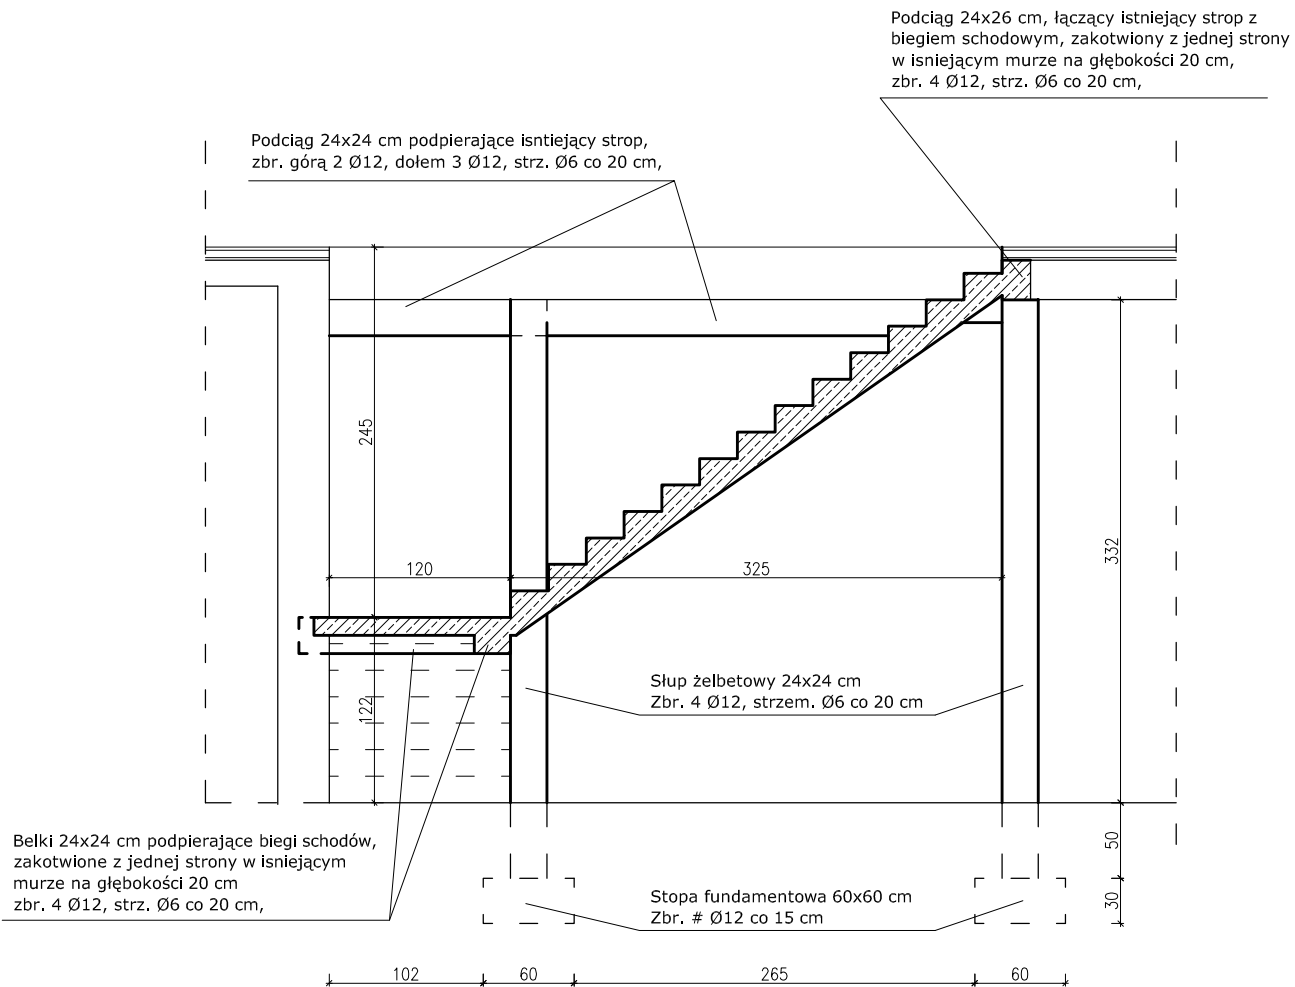 Podciąg 24x26 cm, łączący istniejący strop z
biegiem schodowym, zakotwiony z jednej strony
w isniejącym murze na głębokości 20 cm,
zbr. 4 Ø12, strz. Ø6 co 20 cm,
Podciąg 24x24 cm podpierające isntiejący strop,
zbr. górą 2 Ø12, dołem 3 Ø12, strz. Ø6 co 20 cm,
245
332
120
325
122
Słup żelbetowy 24x24 cm
Zbr. 4 Ø12, strzem. Ø6 co 20 cm
Belki 24x24 cm podpierające biegi schodów,
zakotwione z jednej strony w isniejącym
murze na głębokości 20 cm
zbr. 4 Ø12, strz. Ø6 co 20 cm,
50
Stopa fundamentowa 60x60 cm
Zbr. # Ø12 co 15 cm
30
102
60
265
60